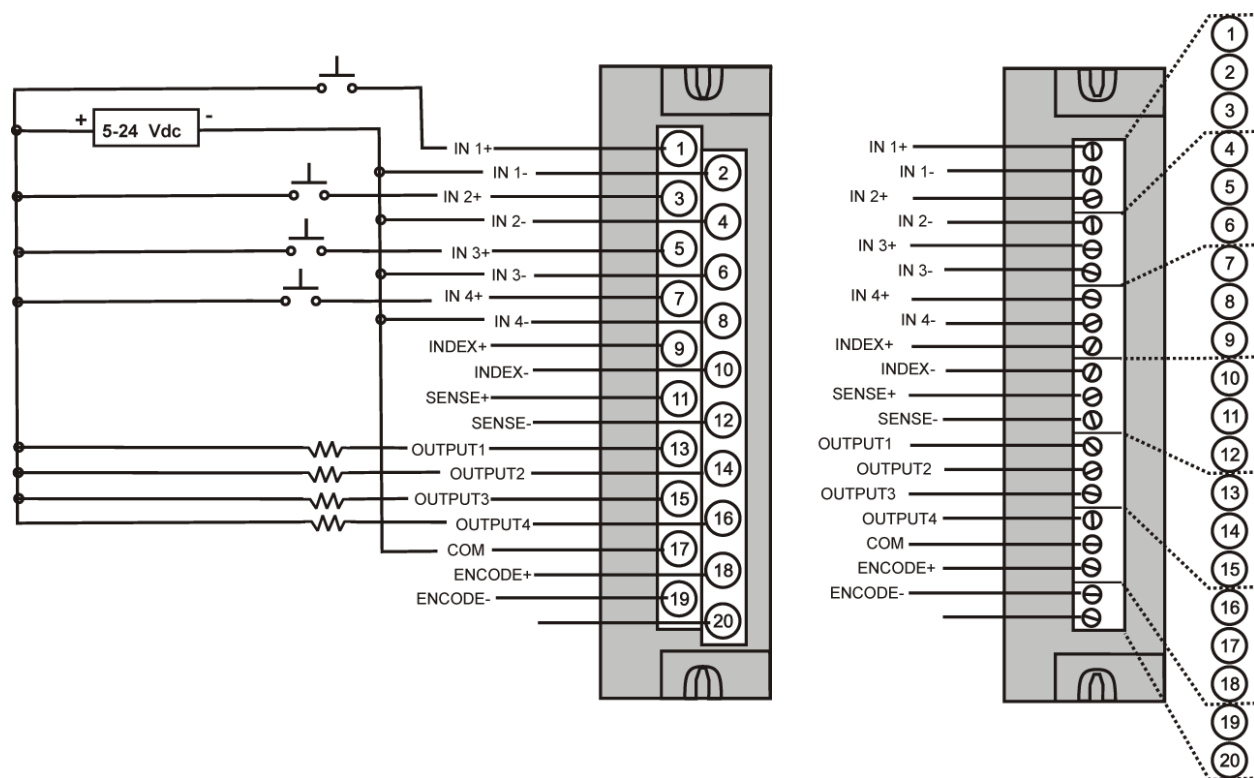 + 5-24 Vdc -
IN 1+ 1
IN 1- 2
IN 2+ 3
IN 2- 4
IN 3+ 5
IN 3- 6
IN 4+ 7
IN 4- 8
INDEX+ 9
INDEX- 10
SENSE+ 11
SENSE- 12
OUTPUT1 13
OUTPUT2 14
OUTPUT3 15
OUTPUT4 16
COM 17
ENCODE+ 18
ENCODE- 19
20
IN 1+
IN 1-
IN 2+
IN 2-
IN 3+
IN 3-
IN 4+
IN 4-
INDEX+
INDEX-
SENSE+
SENSE-
OUTPUT1
OUTPUT2
OUTPUT3
OUTPUT4
COM
ENCODE+
ENCODE-
1
2
3
4
5
6
7
8
9
10
11
12
13
14
15
16
17
18
19
20